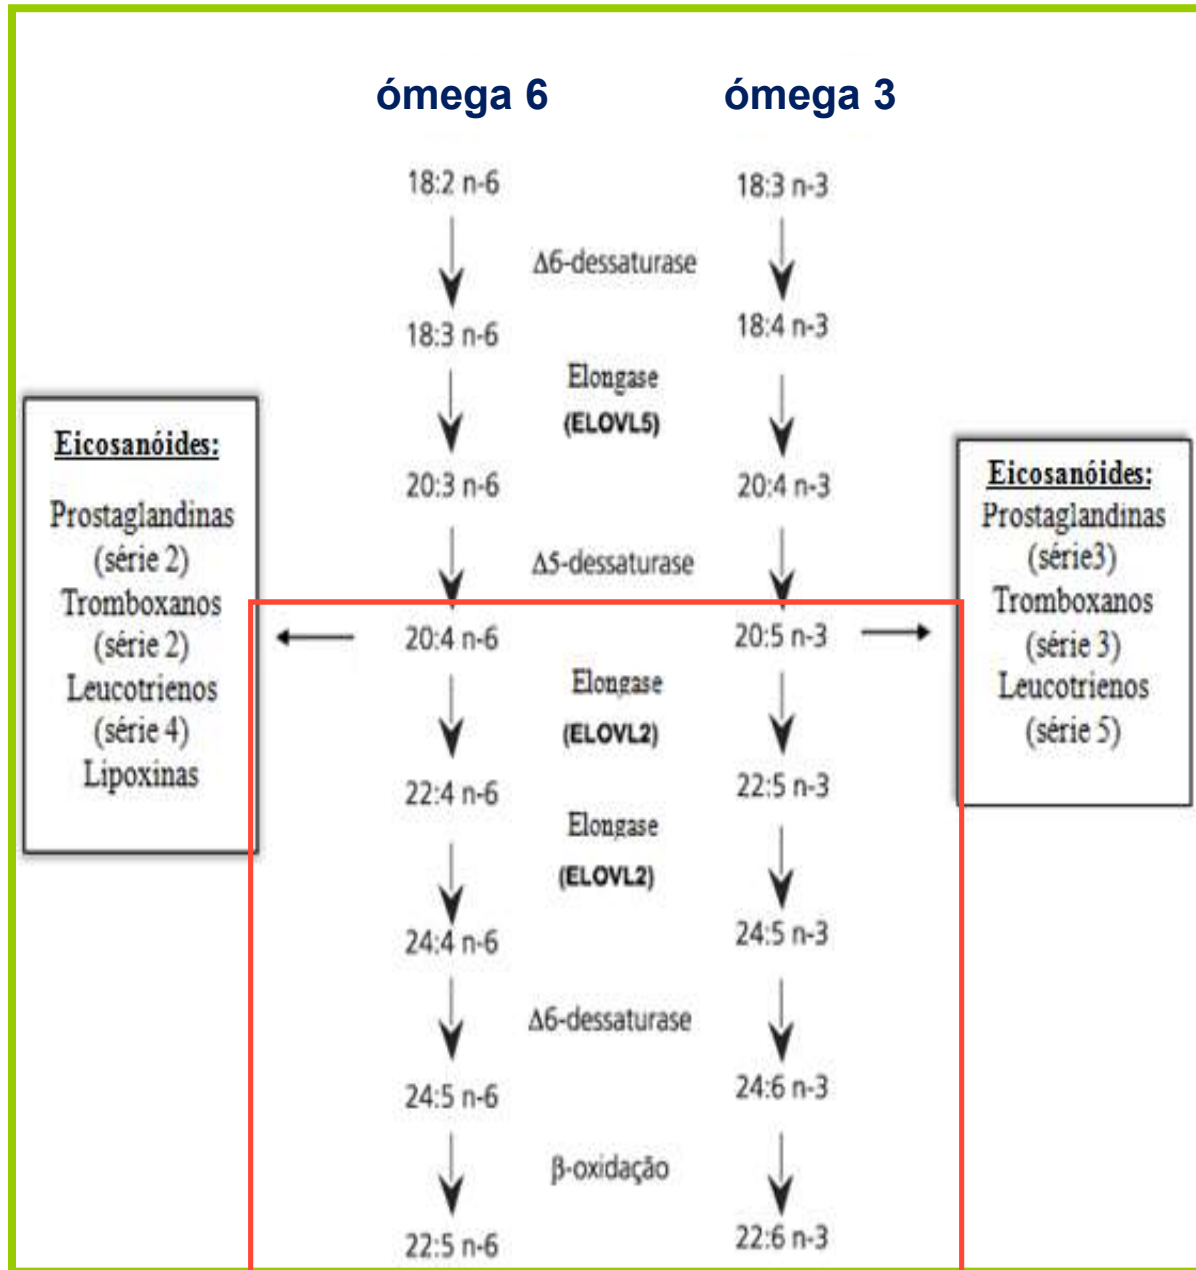 ómega 6
ómega 3
18:2 n-6
18:3 n-3
Δ6-dessaturase
18:3 n-6
18:4 n-3
Elongase
(ELOVL5)
20:3 n-6
20:4 n-3
Δ5-dessaturase
20:4 n-6
20:5 n-3
Elongase
(ELOVL2)
22:4 n-6
22:5 n-3
Elongase
(ELOVL2)
24:4 n-6
24:5 n-3
Δ6-dessaturase
24:5 n-6
24:6 n-3
β-oxidação
22:5 n-6
22:6 n-3
Eicosanóides:
Prostaglandinas
(série 2)
Tromboxanos
(série 2)
Leucotrienos
(série 4)
Lipoxinas
Eicosanóides:
Prostaglandinas
(série3)
Tromboxanos
(série 3)
Leucotrienos
(série 5)